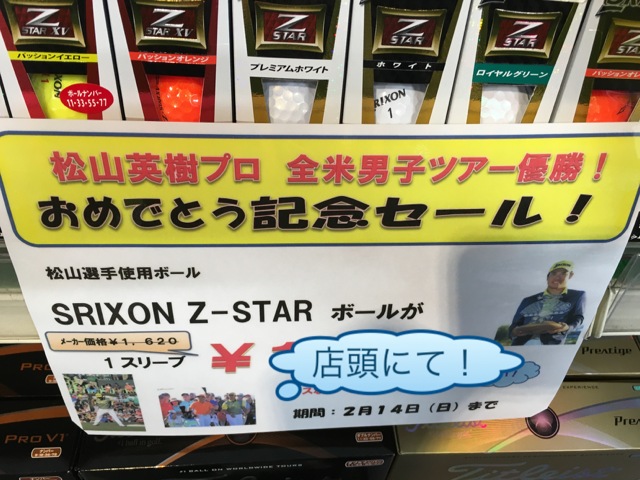 Z
STAR XV
パッションイエロー
ボールナンバー
11・33・55・77
STAR XV
パッションオレンジ
Z
STAR
プレミアムホワイト
Z
STAR
ホワイト
SRIXON
1
Z
STAR
ロイヤルグリーン
パッションオレンジ
松山英樹プロ 全米男子ツアー優勝！
おめでとう記念セール！
松山選手使用ボール
SRIXON Z-STAR ボールが
メーカー価格￥1,620
1スリーブ ￥
店頭にて！
期間：2月14日（日）まで
PRO V1
#1 BALL ON WORLDWIDE TOURS
Prestige
Prestige
Titleist